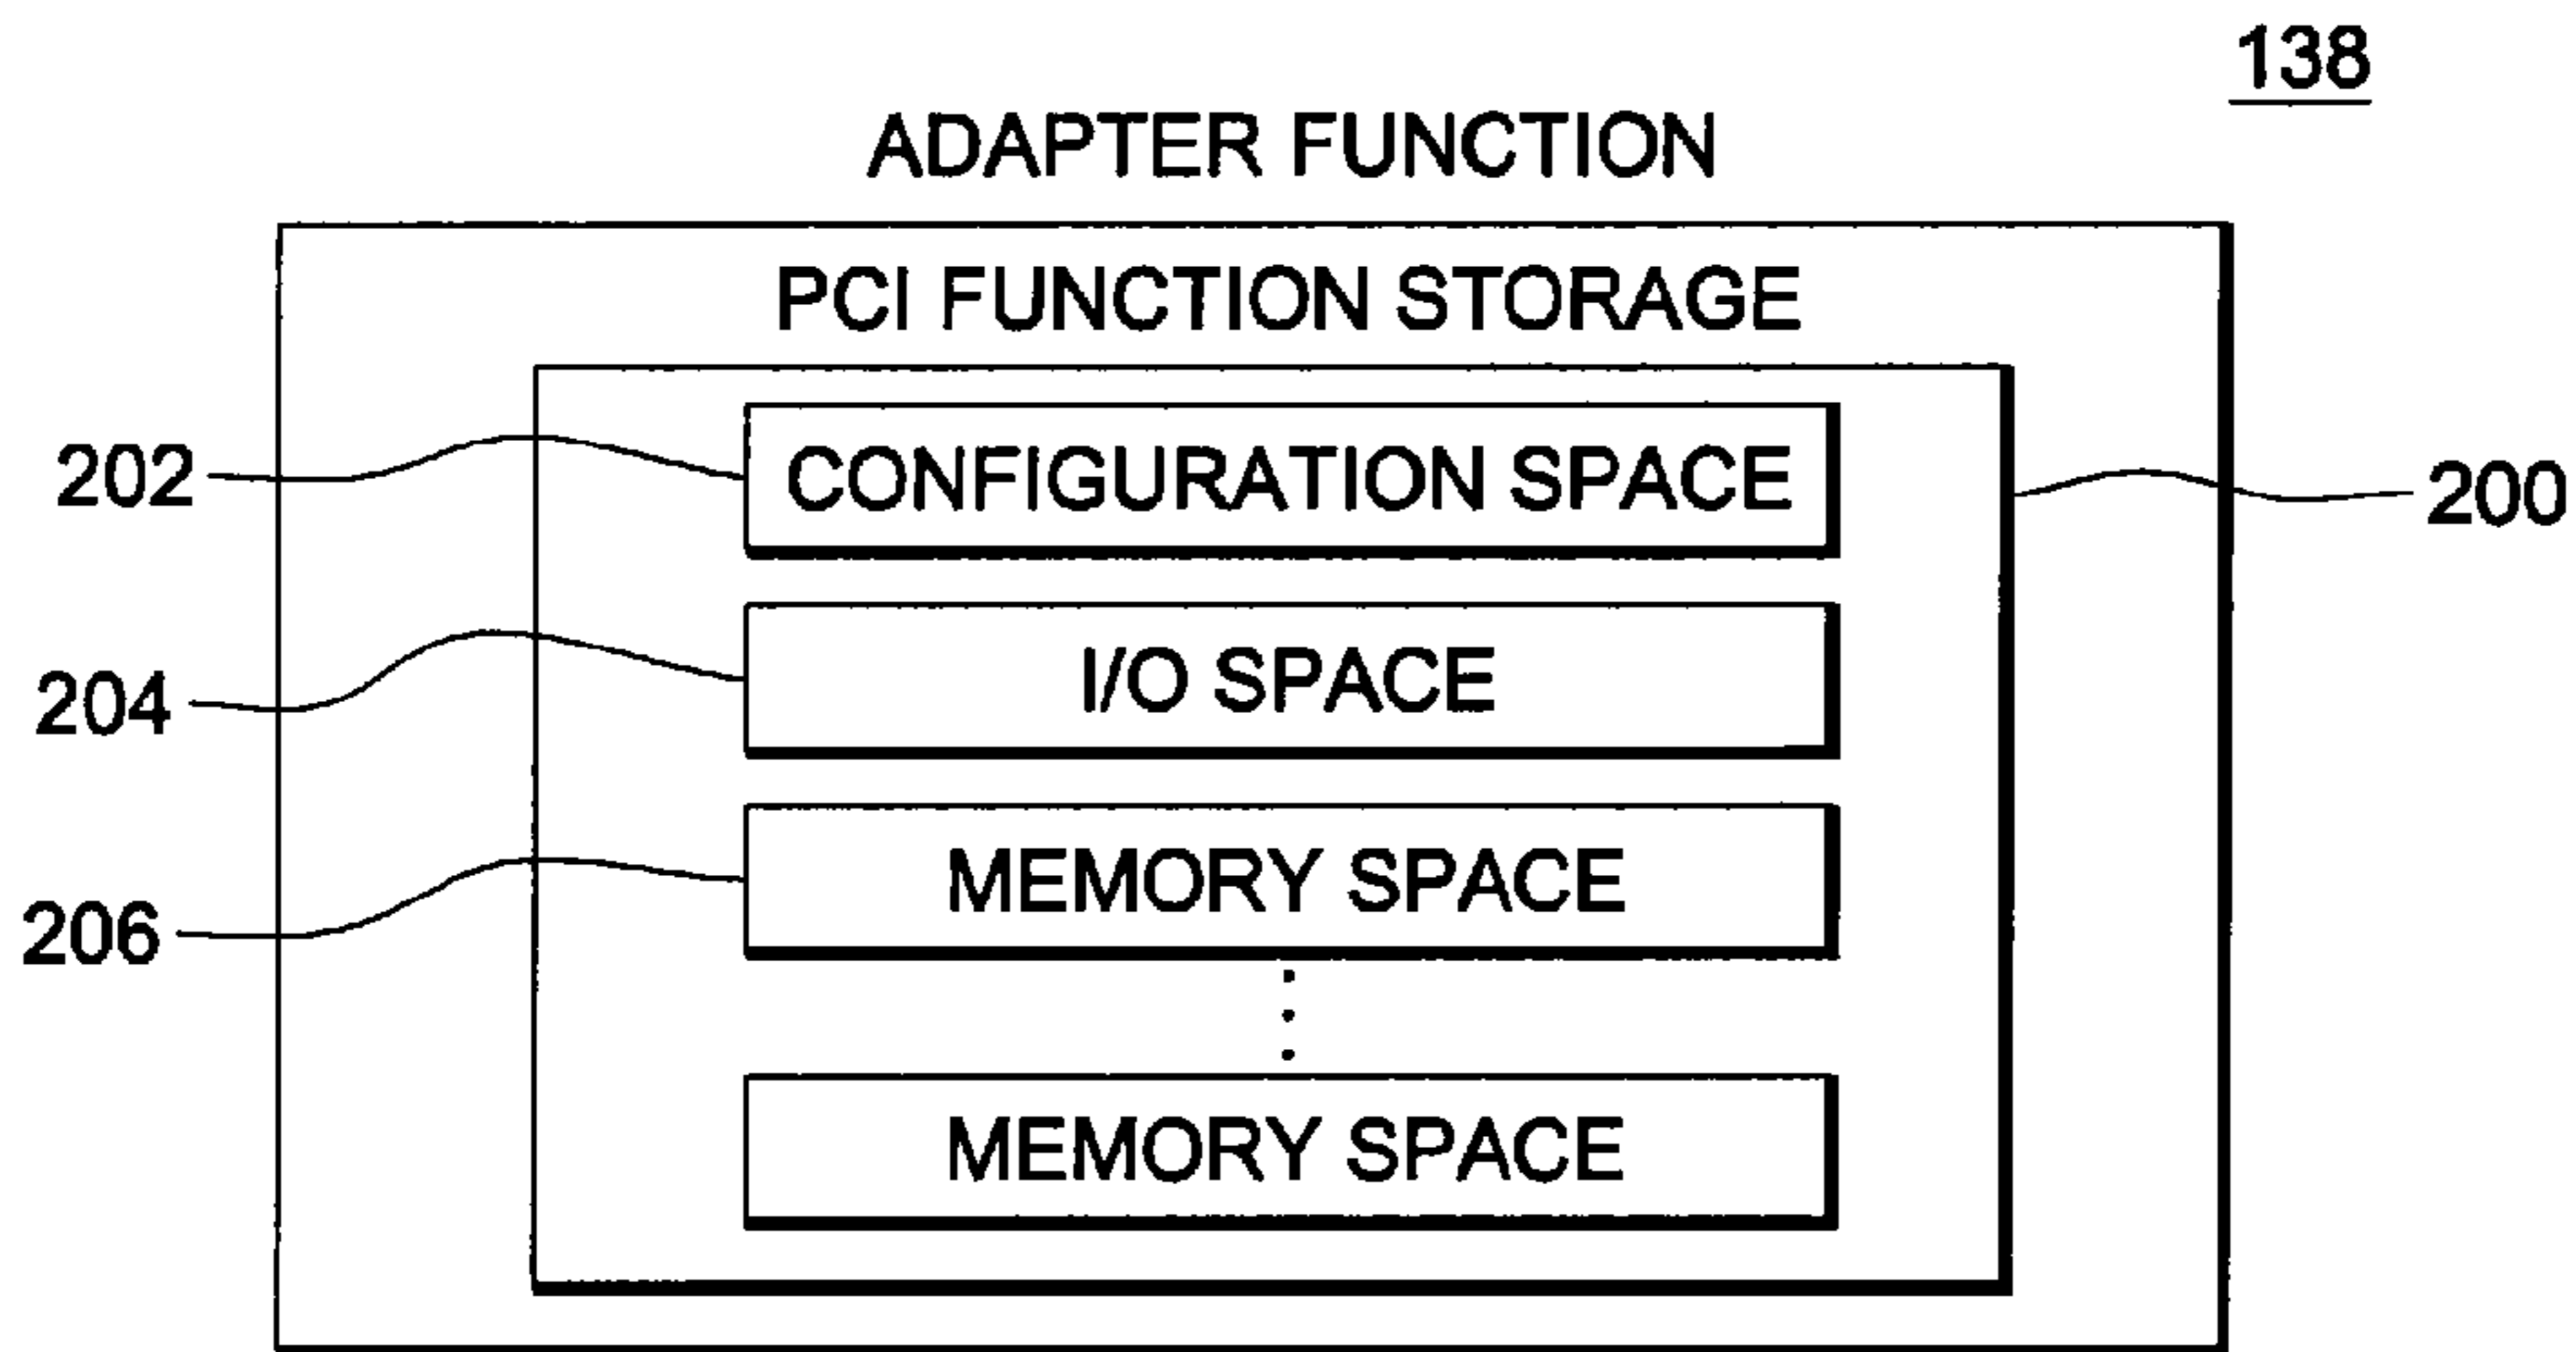 138
ADAPTER FUNCTION
PCI FUNCTION STORAGE
202
CONFIGURATION SPACE
200
204
I/O SPACE
206
MEMORY SPACE
MEMORY SPACE